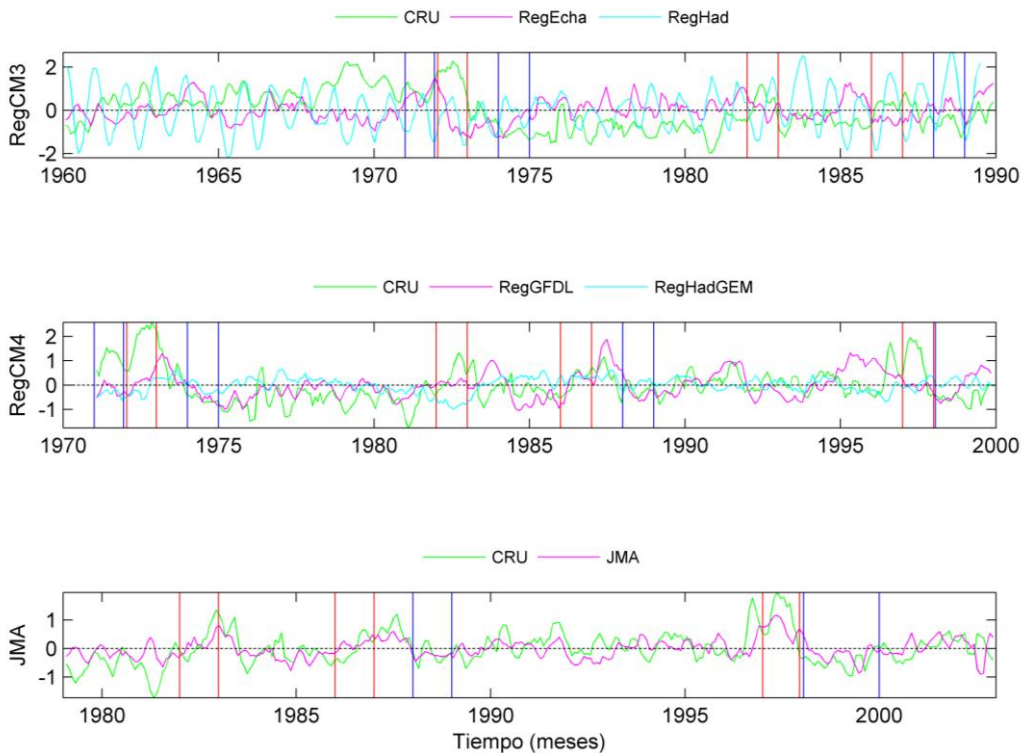 CRU RegEcha RegHad
RegCM3
2
0
-2
1960 1965 1970 1975 1980 1985 1990
CRU RegGFDL RegHadGEM
RegCM4
2
1
0
-1
1970 1975 1980 1985 1990 1995 2000
CRU JMA
JMA
1
0
-1
1980 1985 1990 1995 2000
Tiempo (meses)